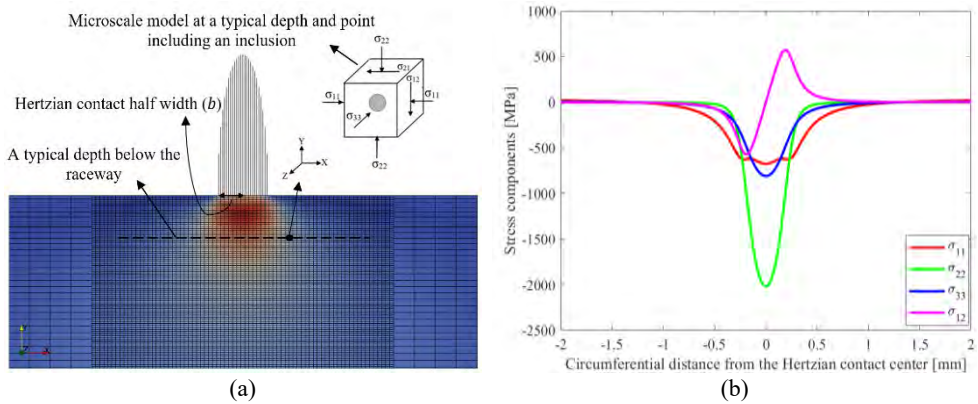 Microscale model at a typical depth and point
including an inclusion
σ22
σ21
σ12
σ11
σ11
σ33
σ22
Hertzian contact half width (b)
A typical depth below the
raceway
Y
X
Z
Y
Z
X
(a)
1000
500
0
-500
-1000
-1500
-2000
-2500
Stress components [MPa]
σ11
σ22
σ33
σ12
-2
-1.5
-1
-0.5
0
0.5
1
1.5
2
Circumferential distance from the Hertzian contact center [mm]
(b)